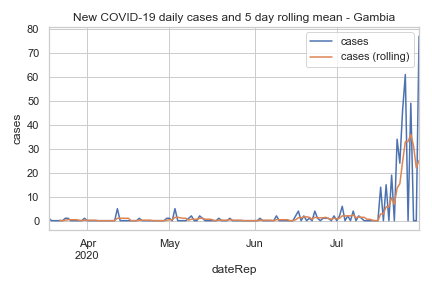 New COVID-19 daily cases and 5 day rolling mean - Gambia
cases
cases (rolling)
80
70
60
50
40
30
20
10
0
cases
Apr
2020
May
Jun
Jul
dateRep